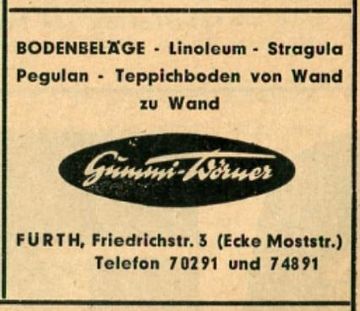 BODENBELÄGE - Linoleum - Stragula
Pegulan - Teppichboden von Wand
zu Wand
Gummi-Wörner
FÜRTH, Friedrichstr. 3 (Ecke Moststr.)
Telefon 70291 und 74891